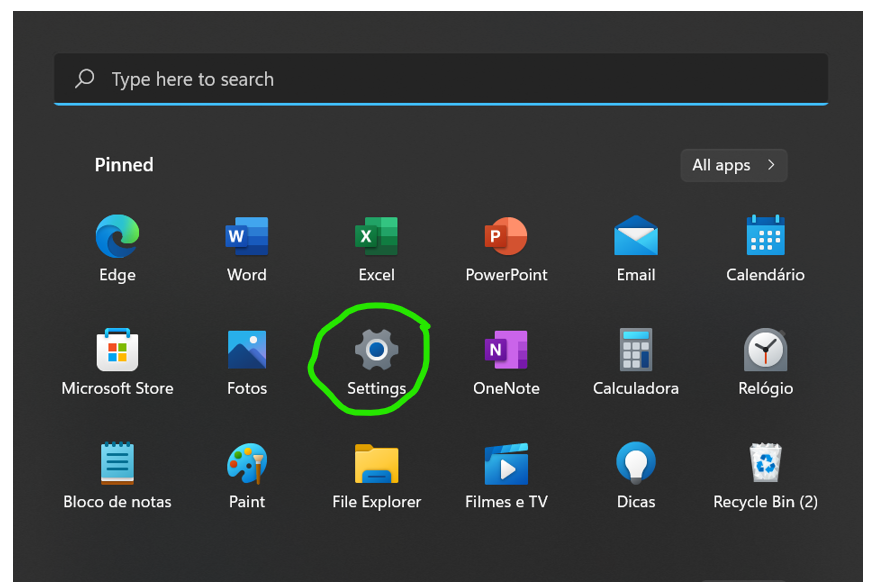 Type here to search
Pinned
All apps
Edge
Word
Excel
PowerPoint
Email
Calendário
Microsoft Store
Fotos
Settings
OneNote
Calculadora
Relógio
Bloco de notas
Paint
File Explorer
Filmes e TV
Dicas
Recycle Bin (2)